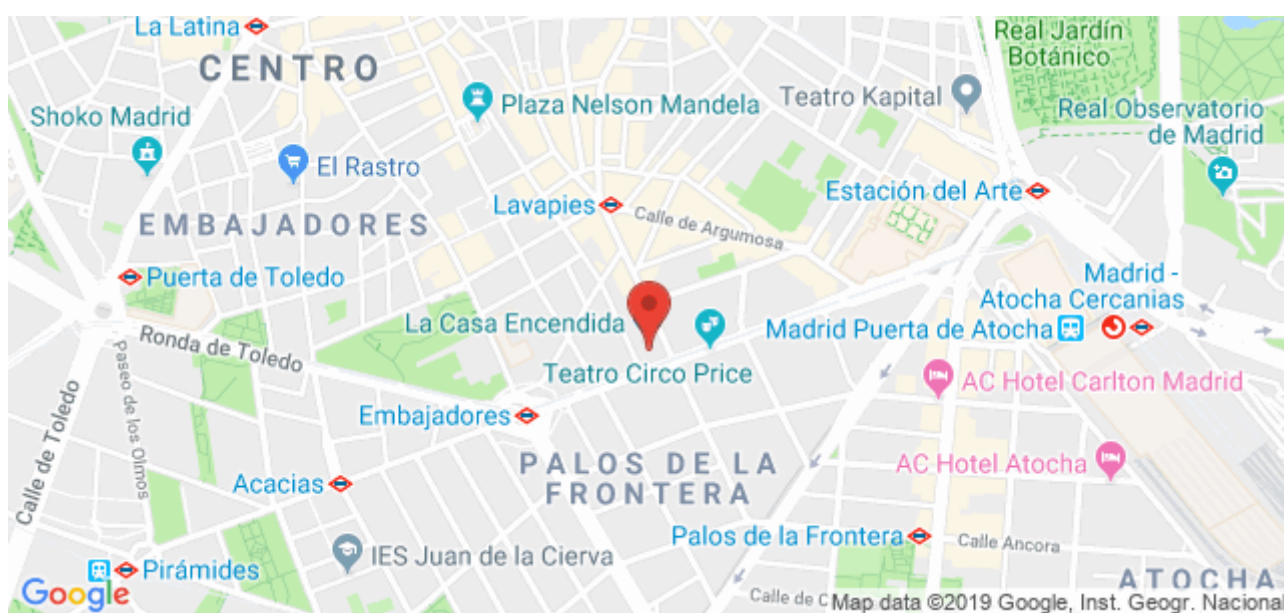 La Latina
CENTRO
Real Jardín
Botánico
Teatro Kapital
Plaza Nelson Mandela
Shoko Madrid
Real Observatorio
de Madrid
El Rastro
Estación del Arte
Lavapies
Calle de Argumosa
EMBAJADORES
Puerta de Toledo
Madrid -
Atocha Cercanias
La Casa Encendida
Madrid Puerta de Atocha
Ronda de Toledo
Teatro Circo Price
Paseo de los Olmos
AC Hotel Carlton Madrid
Embajadores
Calle de Toledo
PALOS DE LA
FRONTERA
AC Hotel Atocha
Acacias
Palos de la Frontera
Calle Ancora
IES Juan de la Cierva
Pirámides
ATOCHA
Google
Calle de C
Map data ©2019 Google, Inst. Geogr. Naciona